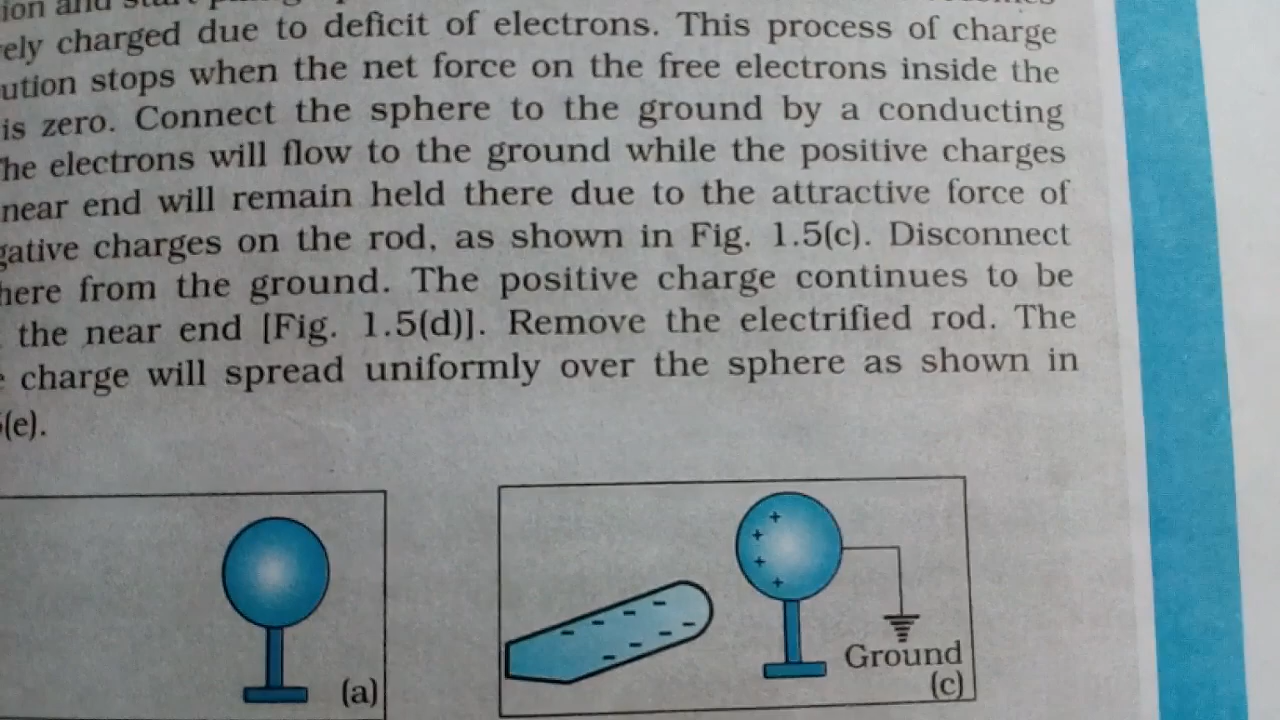 ion and start
ely charged due to deficit of electrons. This process of charge
ution stops when the net force on the free electrons inside the
is zero. Connect the sphere to the ground by a conducting
he electrons will flow to the ground while the positive charges
near end will remain held there due to the attractive force of
gative charges on the rod, as shown in Fig. 1.5(c). Disconnect
here from the ground. The positive charge continues to be
the near end [Fig. 1.5(d)]. Remove the electrified rod. The
e charge will spread uniformly over the sphere as shown in
(e).
(a)
Ground
(c)